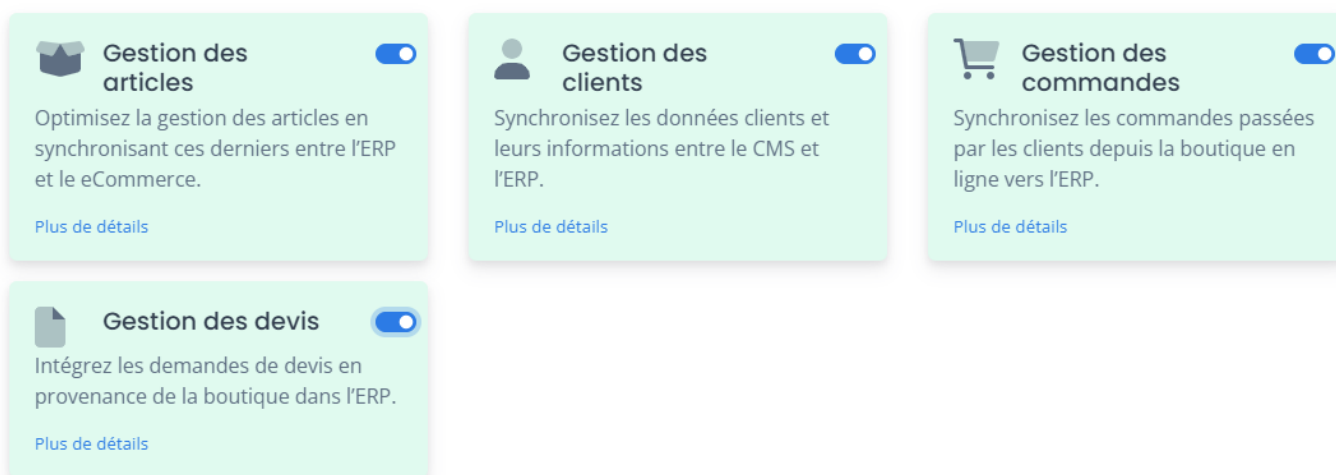 Gestion des
articles
Optimisez la gestion des articles en
synchronisant ces derniers entre l’ERP
et le eCommerce.
Plus de détails
Gestion des
clients
Synchronisez les données clients et
leurs informations entre le CMS et
l’ERP.
Plus de détails
Gestion des
commandes
Synchronisez les commandes passées
par les clients depuis la boutique en
ligne vers l’ERP.
Plus de détails
Gestion des devis
Intégrez les demandes de devis en
provenance de la boutique dans l’ERP.
Plus de détails